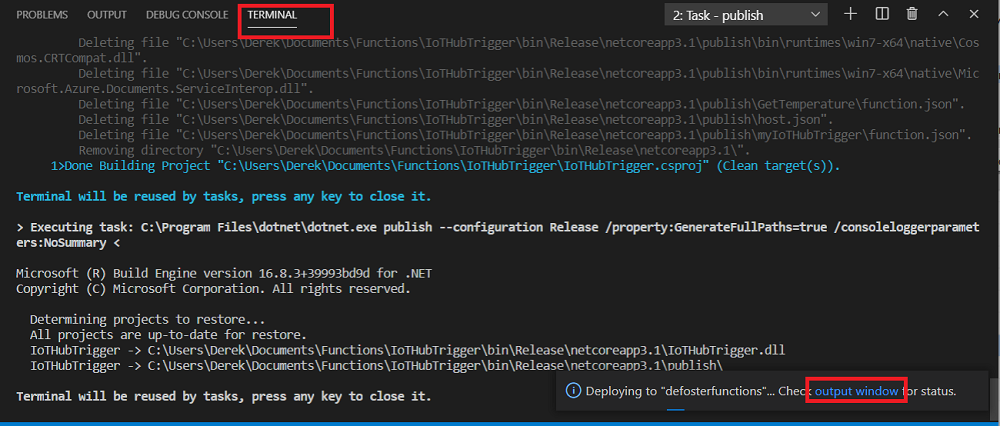 PROBLEMS OUTPUT DEBUG CONSOLE TERMINAL 2: Task - publish
Deleting file "C:\Users\Derek\Documents\Functions\IoTHubTrigger\bin\Release\netcoreapp3.1\publish\bin\runtimes\win7-x64\native\Cos
mos.CRTCompat.dll".
Deleting file "C:\Users\Derek\Documents\Functions\IoTHubTrigger\bin\Release\netcoreapp3.1\publish\bin\runtimes\win7-x64\native\Mic
rosoft.Azure.Documents.ServiceInterop.dll".
Deleting file "C:\Users\Derek\Documents\Functions\IoTHubTrigger\bin\Release\netcoreapp3.1\publish\GetTemperature\function.json".
Deleting file "C:\Users\Derek\Documents\Functions\IoTHubTrigger\bin\Release\netcoreapp3.1\publish\host.json".
Deleting file "C:\Users\Derek\Documents\Functions\IoTHubTrigger\bin\Release\netcoreapp3.1\publish\myIoTHubTrigger\function.json".
Removing directory "C:\Users\Derek\Documents\Functions\IoTHubTrigger\bin\Release\netcoreapp3.1\".
1>Done Building Project "C:\Users\Derek\Documents\Functions\IoTHubTrigger\IoTHubTrigger.csproj" (Clean target(s)).
Terminal will be reused by tasks, press any key to close it.
> Executing task: C:\Program Files\dotnet\dotnet.exe publish --configuration Release /property:GenerateFullPaths=true /consoleloggerparamet
ers:NoSummary <
Microsoft (R) Build Engine version 16.8.3+39993bd9d for .NET
Copyright (C) Microsoft Corporation. All rights reserved.
Determining projects to restore...
All projects are up-to-date for restore.
IoTHubTrigger -> C:\Users\Derek\Documents\Functions\IoTHubTrigger\bin\Release\netcoreapp3.1\IoTHubTrigger.dll
IoTHubTrigger -> C:\Users\Derek\Documents\Functions\IoTHubTrigger\bin\Release\netcoreapp3.1\publish\
Deploying to "defosterfunctions"... Check output window for status.
Terminal will be reused by tasks, press any key to close it.